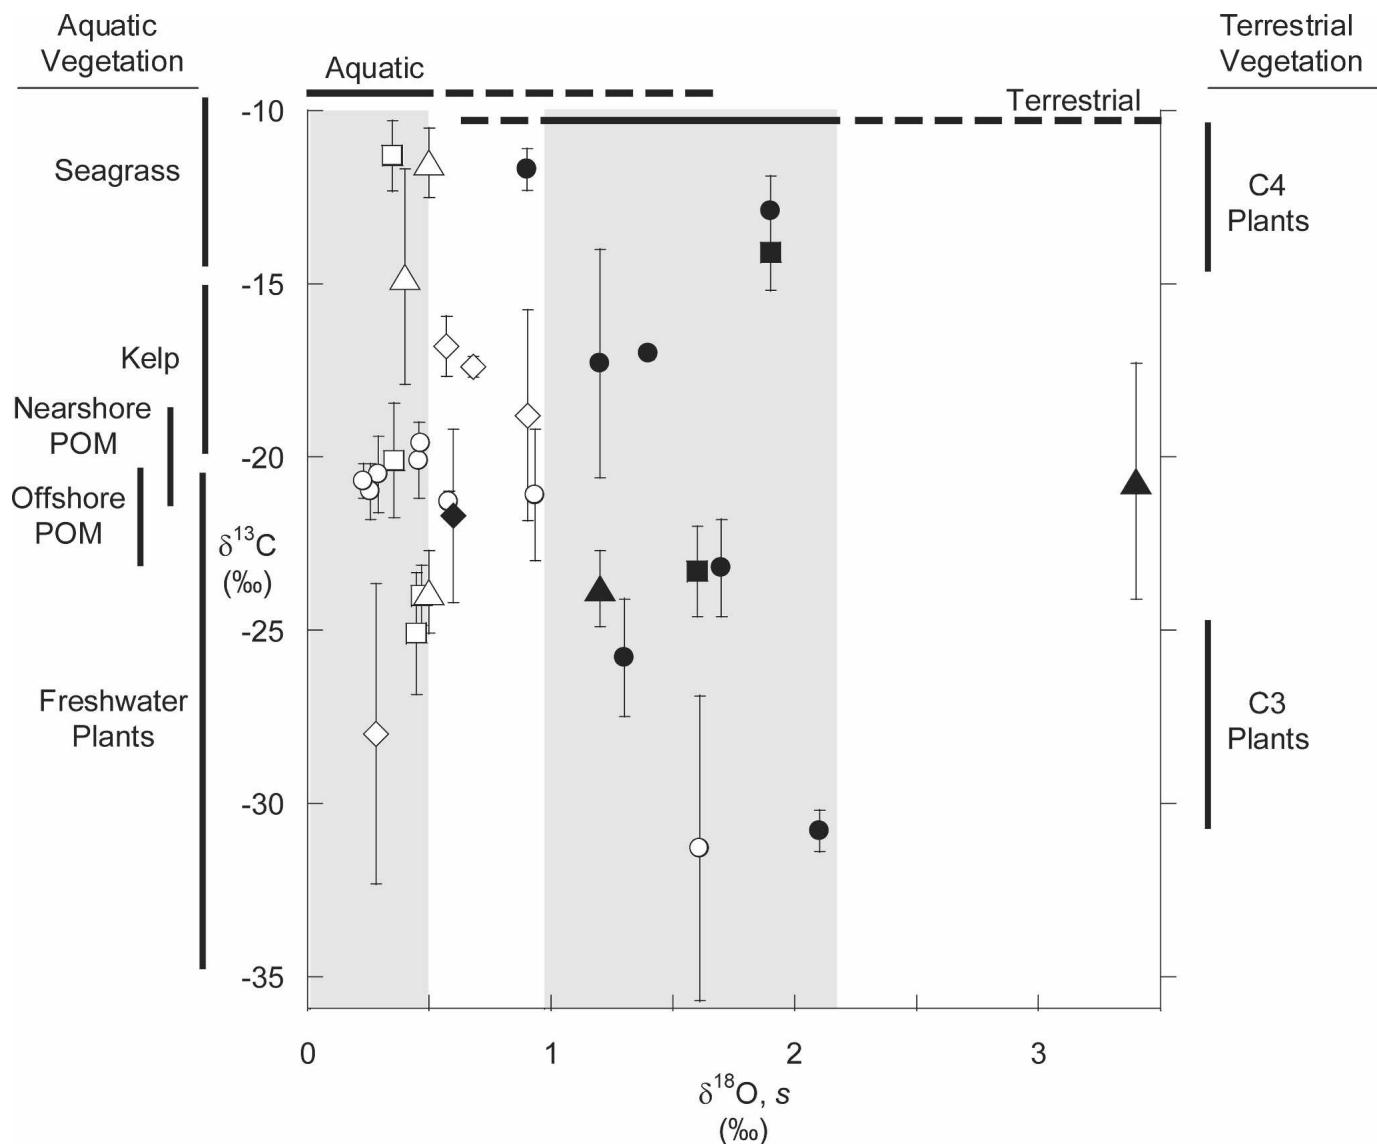 Aquatic
Vegetation
Terrestrial
Vegetation
Aquatic
Terrestrial
Seagrass
Kelp
Nearshore
POM
Offshore
POM
Freshwater
Plants
-10
-15
-20
-25
-30
-35
δ¹³C
(‰)
C4
Plants
C3
Plants
0 1 2 3
δ¹⁸O, s
(‰)